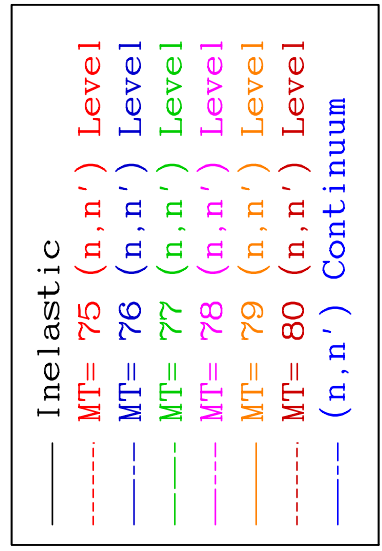 Inelastic
MT= 75 (n,n') Level
MT= 76 (n,n') Level
MT= 77 (n,n') Level
MT= 78 (n,n') Level
MT= 79 (n,n') Level
MT= 80 (n,n') Level
(n,n') Continuum